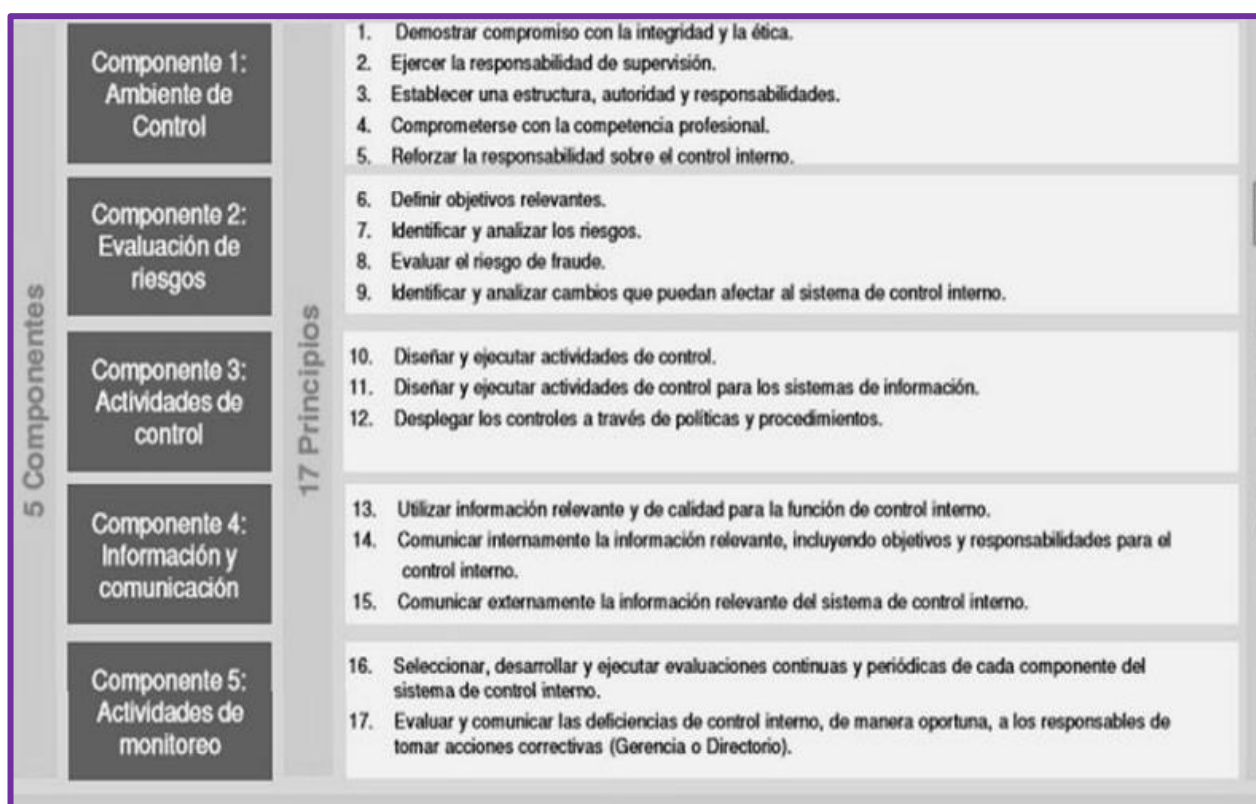 5 Componentes
17 Principios
Componente 1:
Ambiente de
Control
1. Demostrar compromiso con la integridad y la ética.
2. Ejercer la responsabilidad de supervisión.
3. Establecer una estructura, autoridad y responsabilidades.
4. Comprometerse con la competencia profesional.
5. Reforzar la responsabilidad sobre el control interno.
Componente 2:
Evaluación de
riesgos
6. Definir objetivos relevantes.
7. Identificar y analizar los riesgos.
8. Evaluar el riesgo de fraude.
9. Identificar y analizar cambios que puedan afectar al sistema de control interno.
Componente 3:
Actividades de
control
10. Diseñar y ejecutar actividades de control.
11. Diseñar y ejecutar actividades de control para los sistemas de información.
12. Desplegar los controles a través de políticas y procedimientos.
Componente 4:
Información y
comunicación
13. Utilizar información relevante y de calidad para la función de control interno.
14. Comunicar internamente la información relevante, incluyendo objetivos y responsabilidades para el
control interno.
15. Comunicar externamente la información relevante del sistema de control interno.
Componente 5:
Actividades de
monitoreo
16. Seleccionar, desarrollar y ejecutar evaluaciones continuas y periódicas de cada componente del
sistema de control interno.
17. Evaluar y comunicar las deficiencias de control interno, de manera oportuna, a los responsables de
tomar acciones correctivas (Gerencia o Directorio).